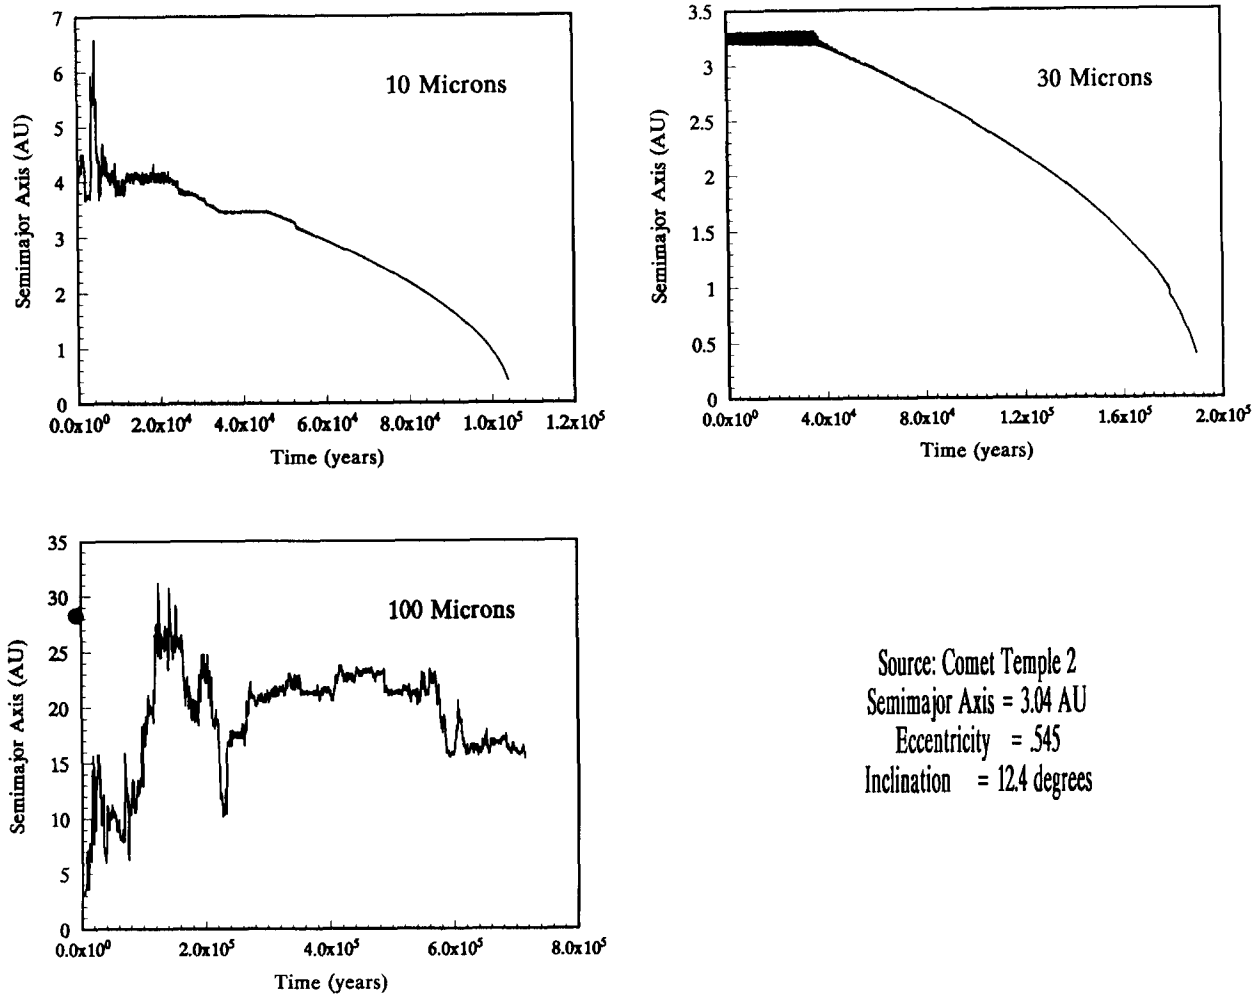 7
6
5
4
3
2
1
0
Semimajor Axis (AU)
10 Microns
0.0x10⁰ 2.0x10⁴ 4.0x10⁴ 6.0x10⁴ 8.0x10⁴ 1.0x10⁵ 1.2x10⁵
Time (years)
3.5
3
2.5
2
1.5
1
0.5
0
Semimajor Axis (AU)
30 Microns
0.0x10⁰ 4.0x10⁴ 8.0x10⁴ 1.2x10⁵ 1.6x10⁵ 2.0x10⁵
Time (years)
35
30
25
20
15
10
5
0
Semimajor Axis (AU)
100 Microns
0.0x10⁰ 2.0x10⁵ 4.0x10⁵ 6.0x10⁵ 8.0x10⁵
Time (years)
Source: Comet Temple 2
Semimajor Axis = 3.04 AU
Eccentricity = .545
Inclination = 12.4 degrees